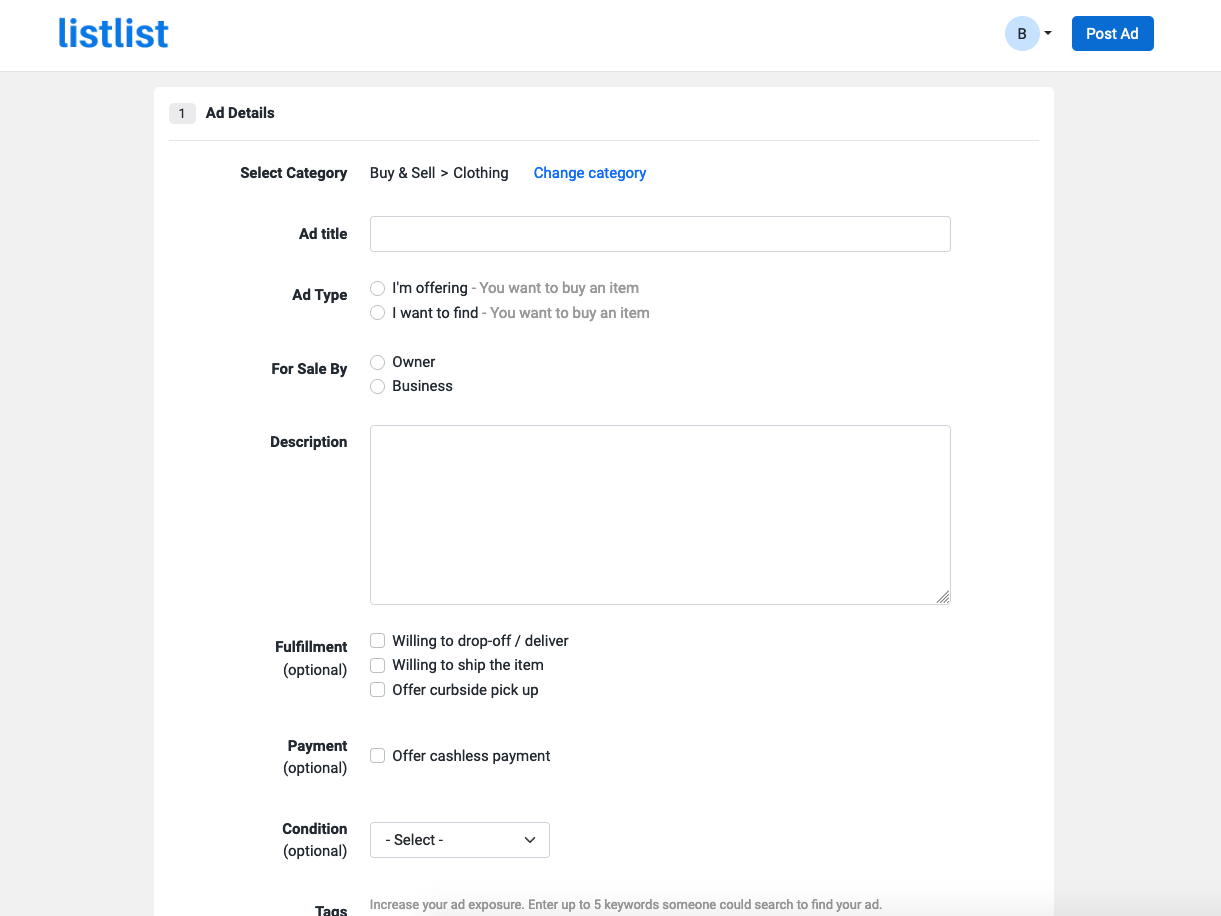 listlist
B
Post Ad
1 Ad Details
Select Category Buy & Sell > Clothing Change category
Ad title
Ad Type
I'm offering - You want to buy an item
I want to find - You want to buy an item
For Sale By
Owner
Business
Description
Fulfillment
(optional)
Willing to drop-off / deliver
Willing to ship the item
Offer curbside pick up
Payment
(optional)
Offer cashless payment
Condition
(optional)
- Select -
Tags
Increase your ad exposure. Enter up to 5 keywords someone could search to find your ad.